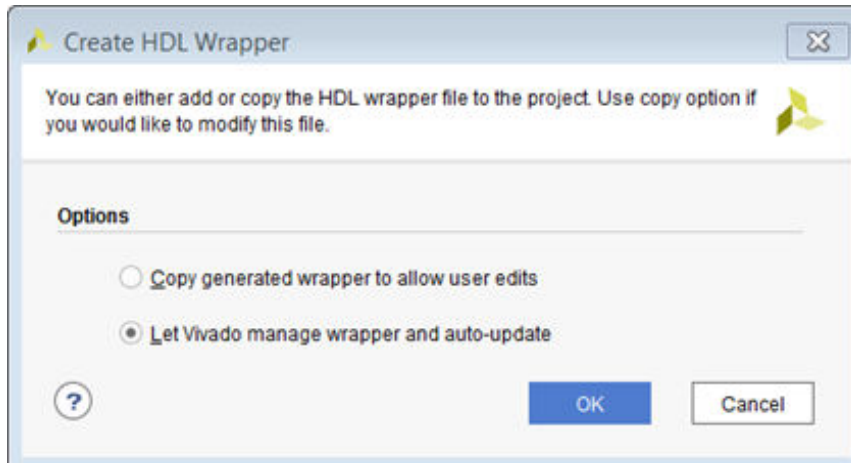 Create HDL Wrapper
You can either add or copy the HDL wrapper file to the project. Use copy option if
you would like to modify this file.
Options
Copy generated wrapper to allow user edits
Let Vivado manage wrapper and auto-update
?
OK
Cancel